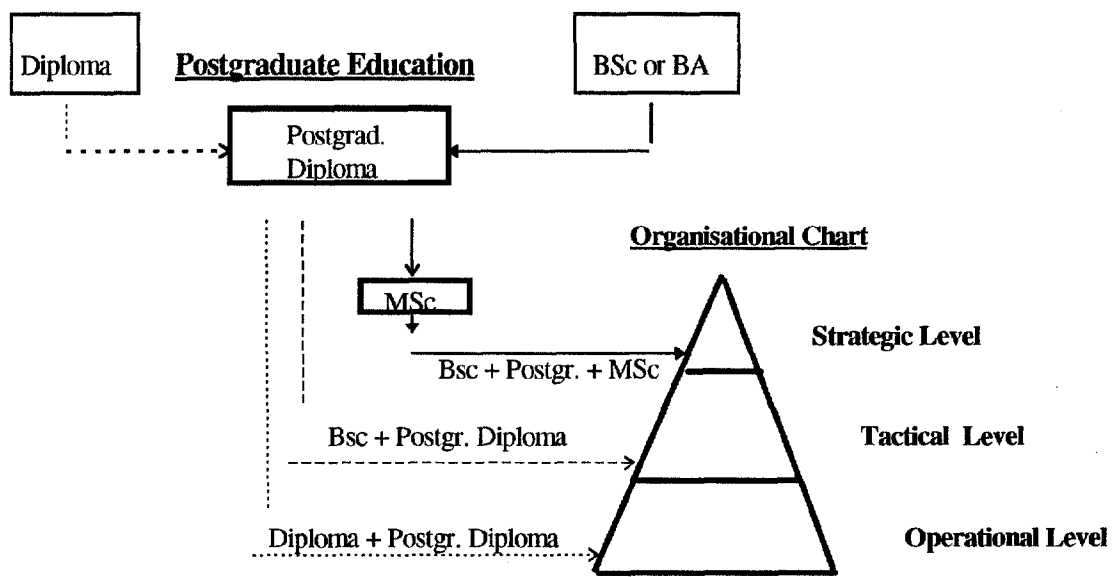 Diploma
Postgraduate Education
BSc or BA
Postgrad.
Diploma
Organisational Chart
MSc
Strategic Level
Bsc + Postgr. + MSc
Bsc + Postgr. Diploma
Tactical Level
Diploma + Postgr. Diploma
Operational Level